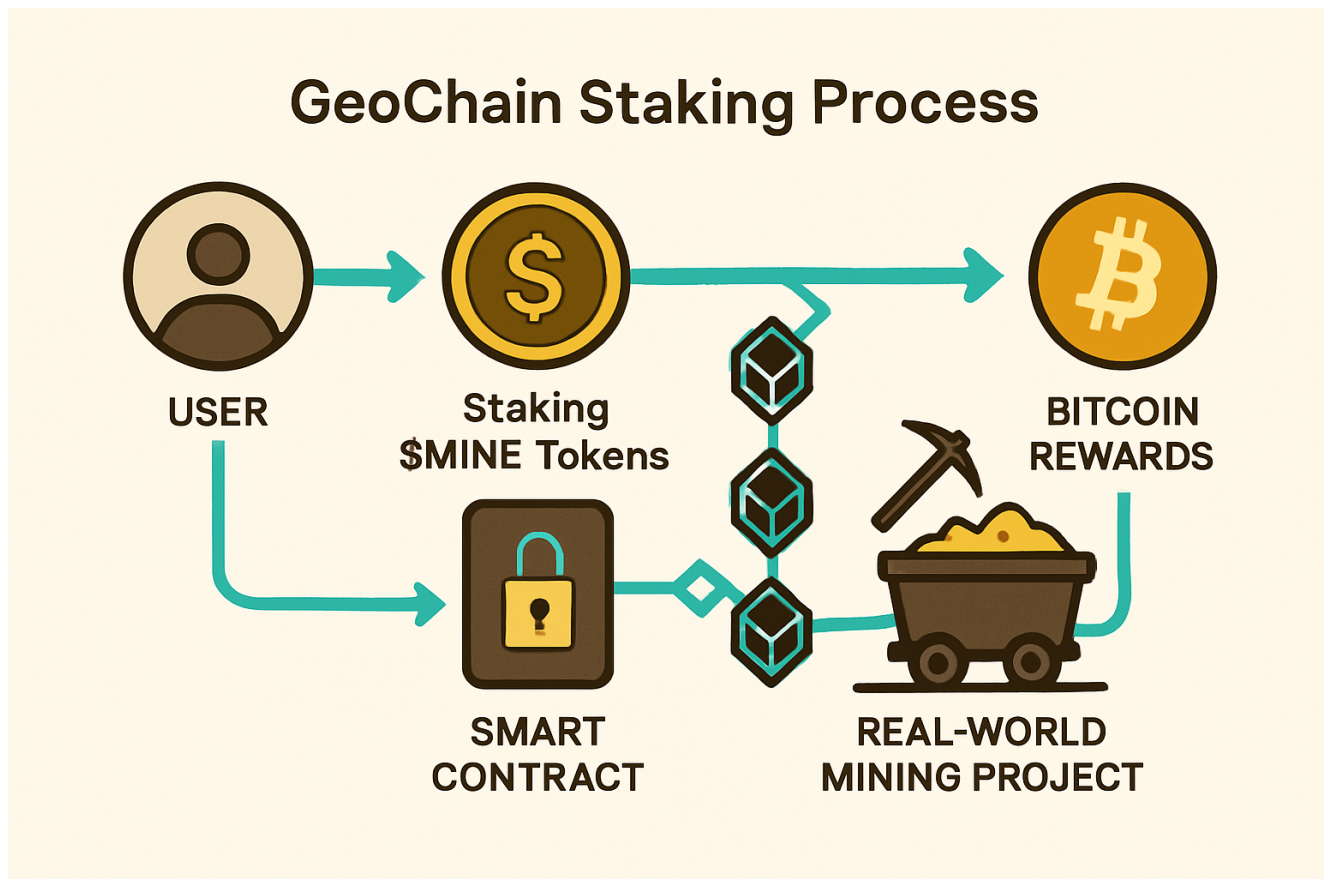 GeoChain Staking Process
$
USER
Staking
$MINE Tokens
BITCOIN
REWARDS
SMART
CONTRACT
REAL-WORLD
MINING PROJECT